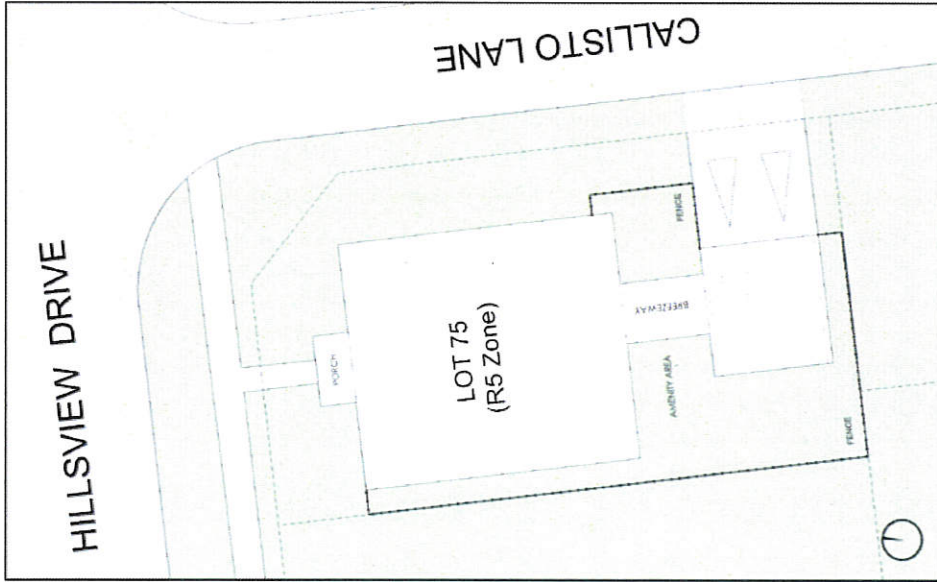 HILLSVIEW DRIVE
CALLISTO LANE
PORCH
LOT 75
(R5 Zone)
FENCE
BREEZEWAY
AMENITY AREA
FENCE